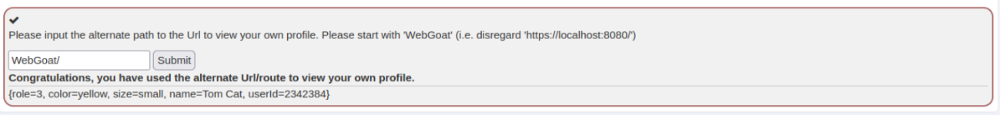 Please input the alternate path to the Url to view your own profile. Please start with 'WebGoat' (i.e. disregard 'https://localhost:8080/')
WebGoat/ Submit
Congratulations, you have used the alternate Url/route to view your own profile.
{role=3, color=yellow, size=small, name=Tom Cat, userId=2342384}